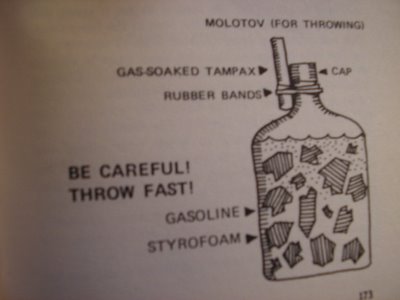 MOLOTOV (FOR THROWING)
GAS-SOAKED TAMPAX
CAP
RUBBER BANDS
BE CAREFUL!
THROW FAST!
GASOLINE
STYROFOAM
173